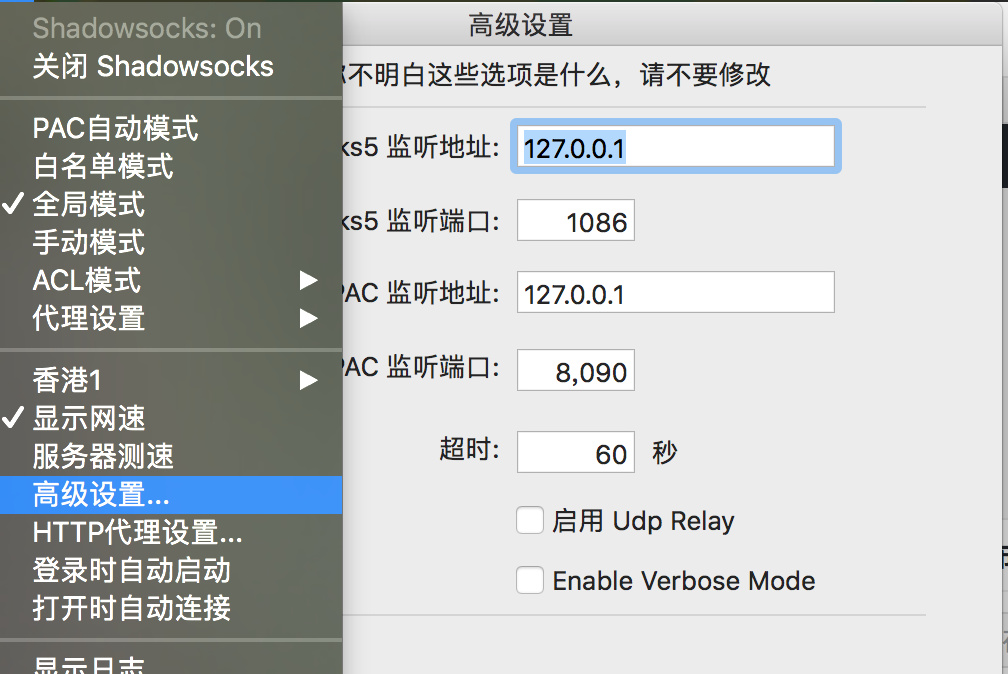 Shadowsocks: On
关闭 Shadowsocks
PAC自动模式
白名单模式
全局模式
手动模式
ACL模式
代理设置
香港1
显示网速
服务器测速
高级设置...
HTTP代理设置...
登录时自动启动
打开时自动连接
显示日志
高级设置
不明白这些选项是什么，请不要修改
ks5 监听地址: 127.0.0.1
ks5 监听端口: 1086
PAC 监听地址: 127.0.0.1
PAC 监听端口: 8,090
超时: 60 秒
启用 Udp Relay
Enable Verbose Mode